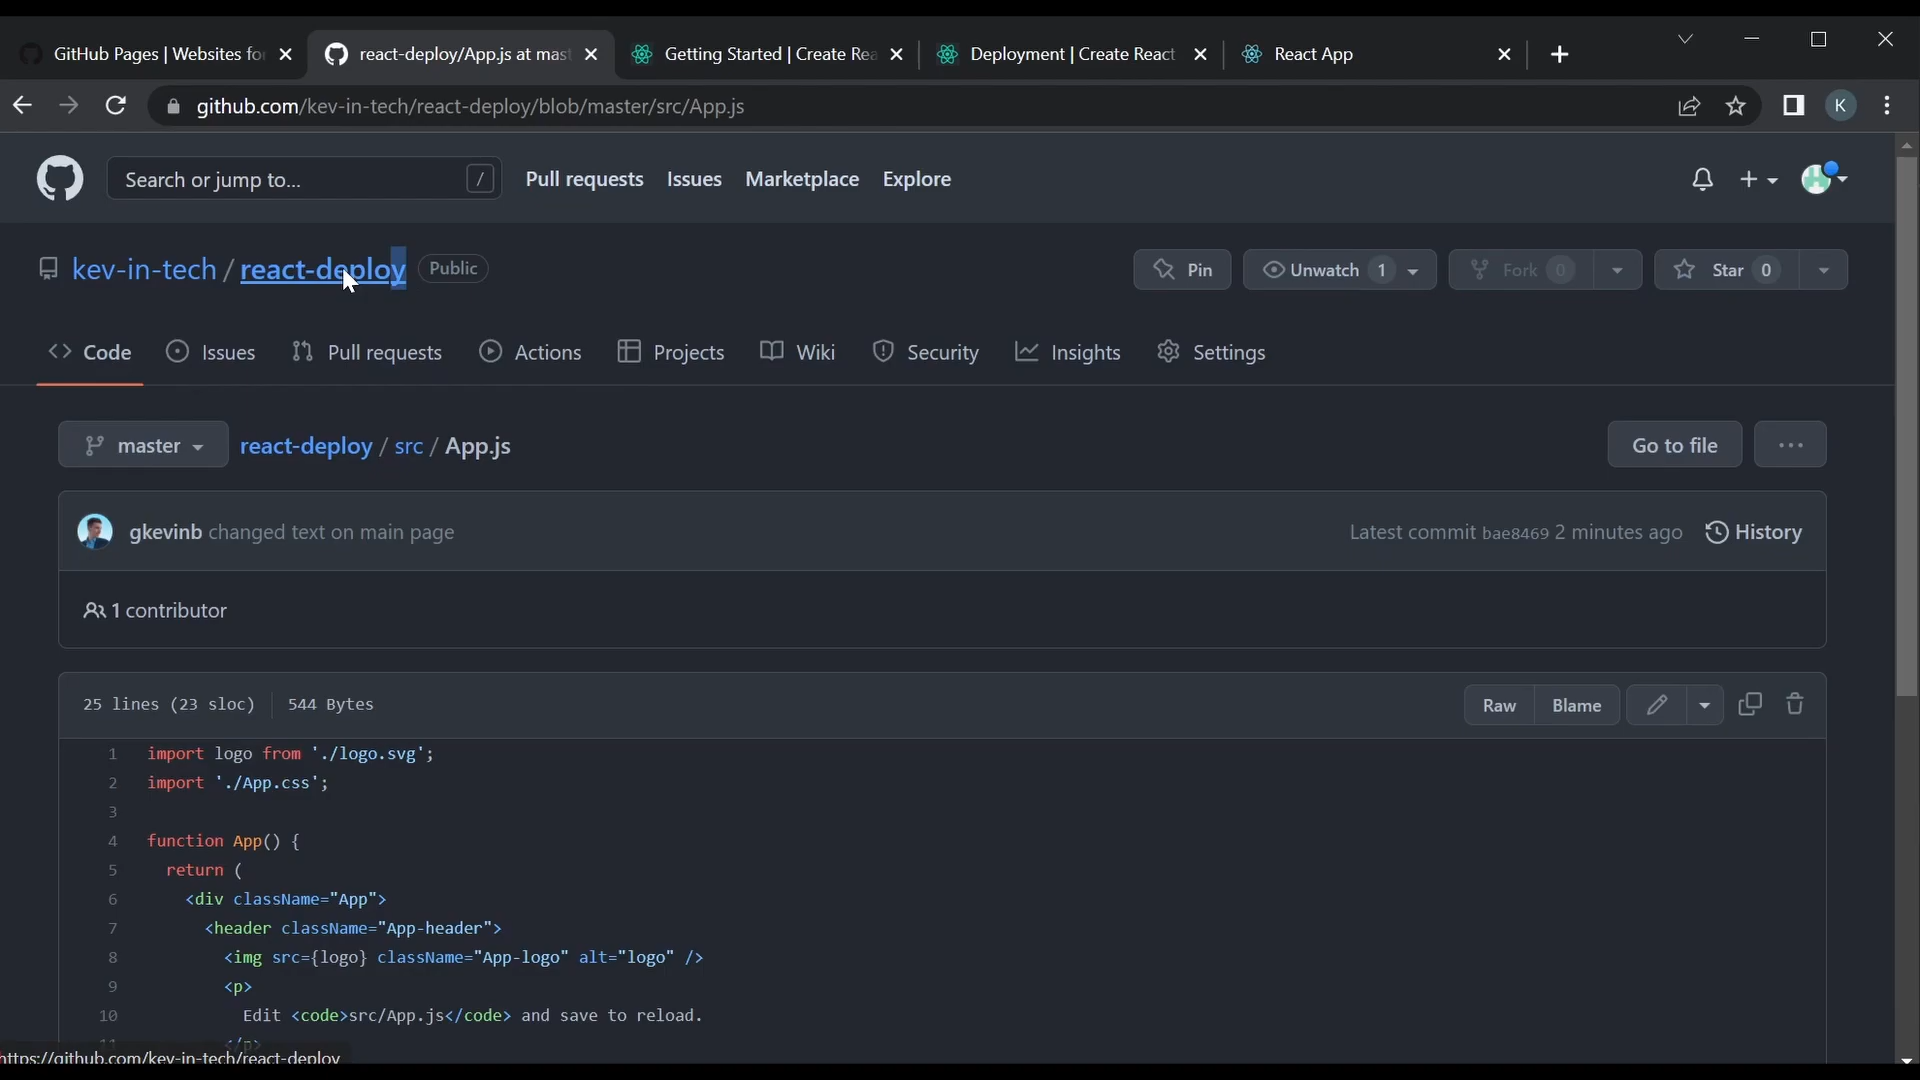 GitHub Pages | Websites fo
react-deploy/App.js at mas
Getting Started | Create Rea
Deployment | Create React
React App
github.com/kev-in-tech/react-deploy/blob/master/src/App.js
K
Search or jump to...
/
Pull requests
Issues
Marketplace
Explore
kev-in-tech / react-deploy
Public
Pin
Unwatch 1
Fork 0
Star 0
Code
Issues
Pull requests
Actions
Projects
Wiki
Security
Insights
Settings
master
react-deploy / src / App.js
Go to file
gkevinb changed text on main page
Latest commit bae8469 2 minutes ago
History
1 contributor
25 lines (23 sloc)
544 Bytes
Raw
Blame
1 import logo from './logo.svg';
2 import './App.css';
3
4 function App() {
5 return (
6 <div className="App">
7 <header className="App-header">
8 <img src={logo} className="App-logo" alt="logo" />
9 <p>
10 Edit <code>src/App.js</code> and save to reload.
11 </p>
https://github.com/kev-in-tech/react-deploy